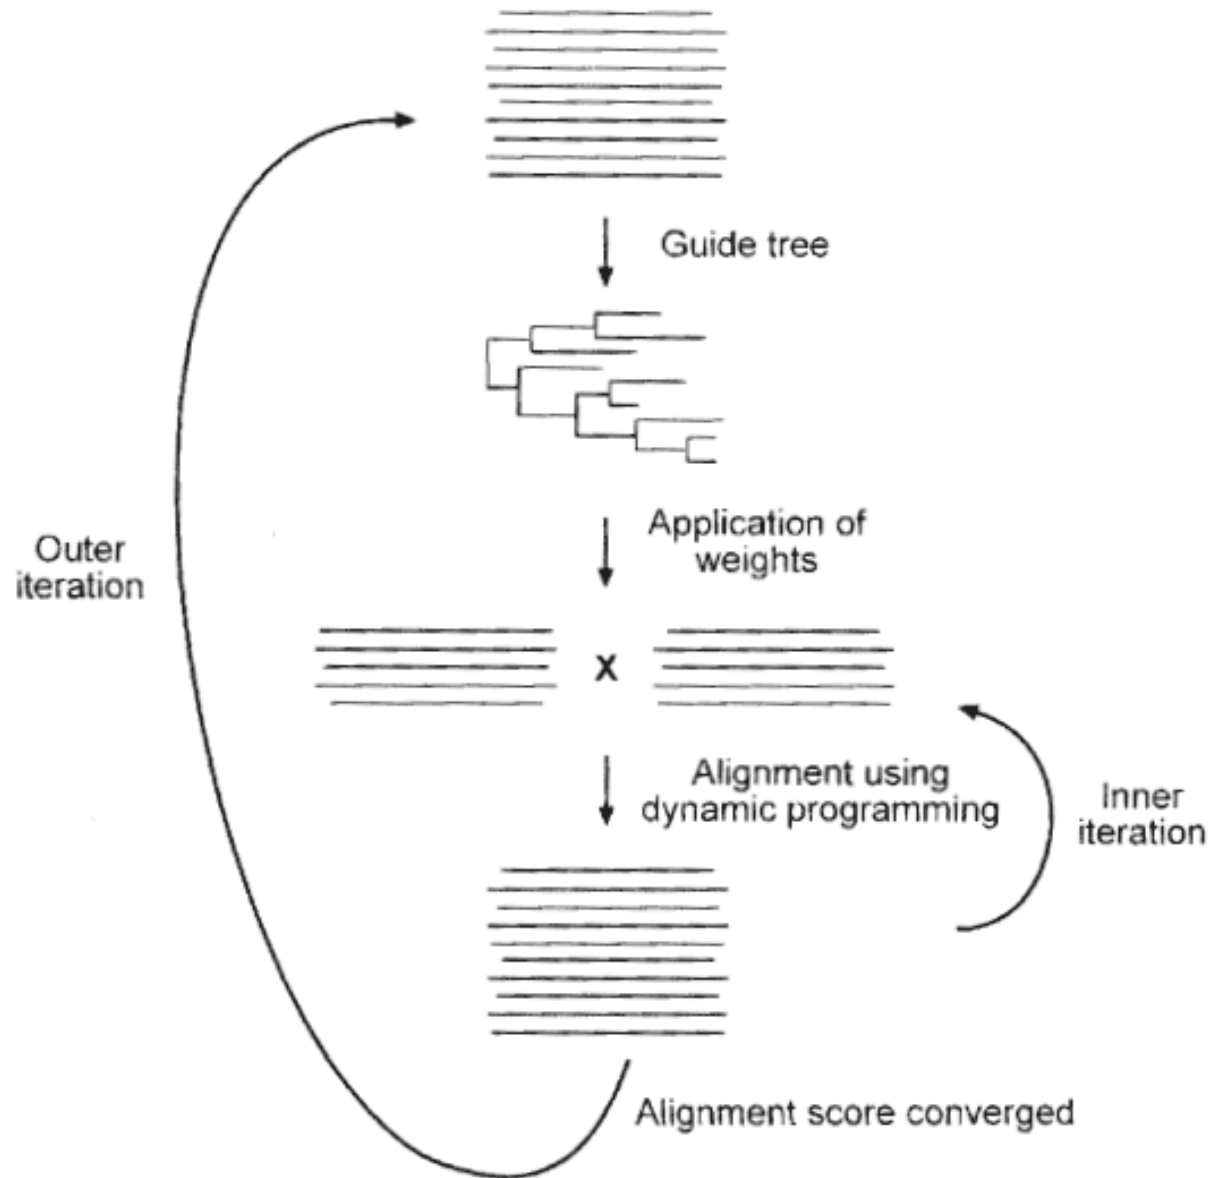 Guide tree
Application of
weights
Outer
iteration
X
Alignment using
dynamic programming
Inner
iteration
Alignment score converged